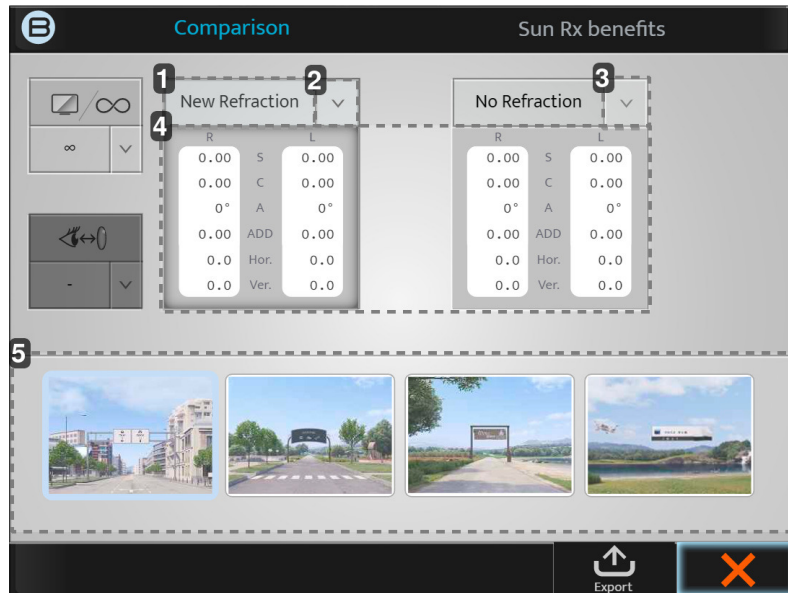 B
Comparison
Sun Rx benefits
1
2
3
New Refraction
No Refraction
4
∞
∞
R L
0.00 S 0.00
0.00 C 0.00
0° A 0°
0.00 ADD 0.00
0.0 Hor. 0.0
0.0 Ver. 0.0
R L
0.00 S 0.00
0.00 C 0.00
0° A 0°
0.00 ADD 0.00
0.0 Hor. 0.0
0.0 Ver. 0.0
-
5
Export